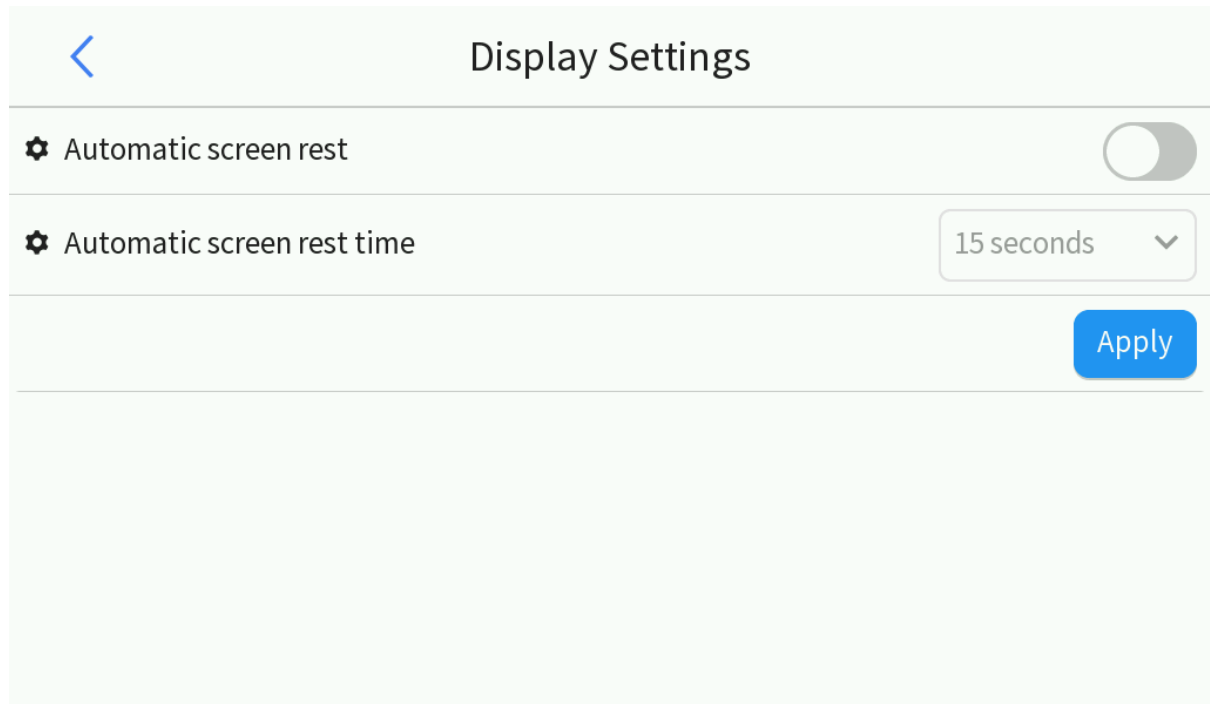 Display Settings
Automatic screen rest
Automatic screen rest time
15 seconds
Apply